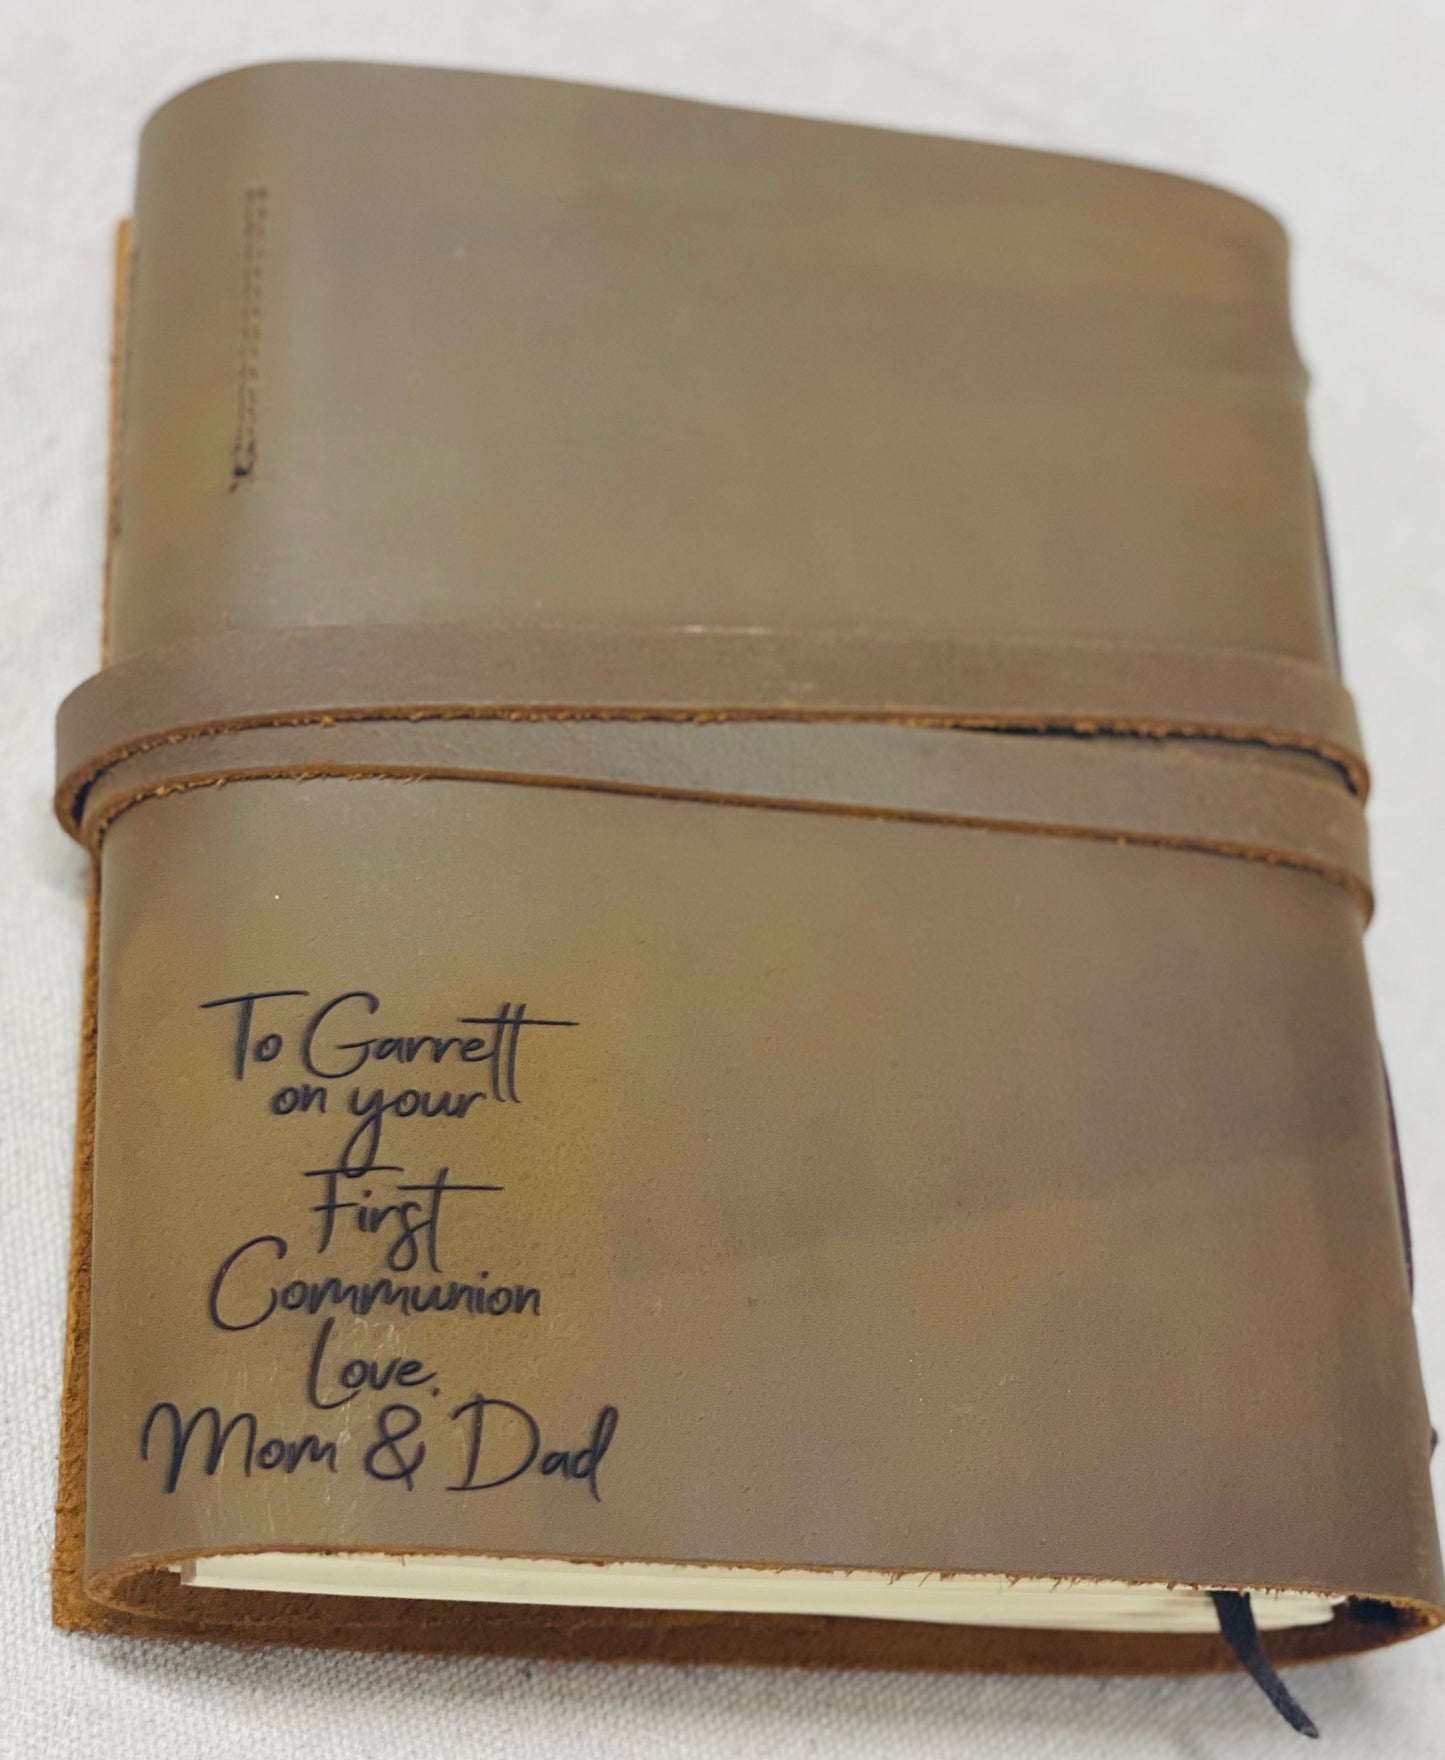 To Garrett
on your
First
Communion
Love,
Mom & Dad